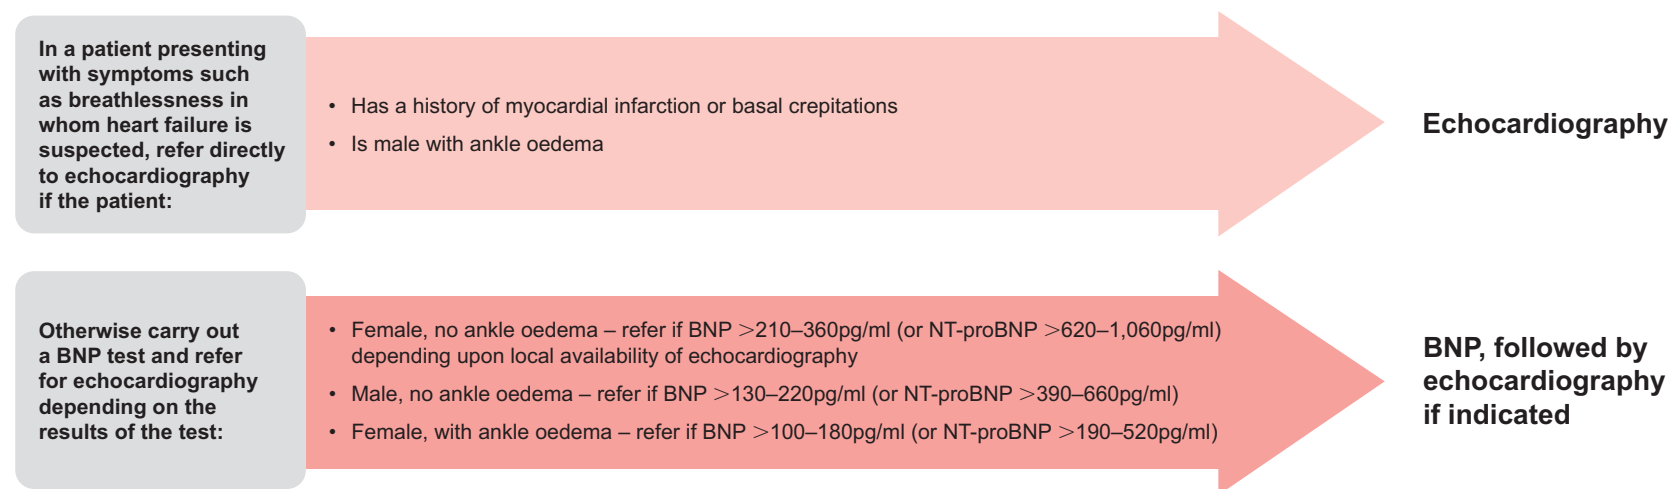 In a patient presenting
with symptoms such
as breathlessness in
whom heart failure is
suspected, refer directly
to echocardiography
if the patient:
• Has a history of myocardial infarction or basal crepitations
• Is male with ankle oedema
Echocardiography
Otherwise carry out
a BNP test and refer
for echocardiography
depending on the
results of the test:
• Female, no ankle oedema – refer if BNP >210–360pg/ml (or NT-proBNP >620–1,060pg/ml)
depending upon local availability of echocardiography
• Male, no ankle oedema – refer if BNP >130–220pg/ml (or NT-proBNP >390–660pg/ml)
• Female, with ankle oedema – refer if BNP >100–180pg/ml (or NT-proBNP >190–520pg/ml)
BNP, followed by
echocardiography
if indicated